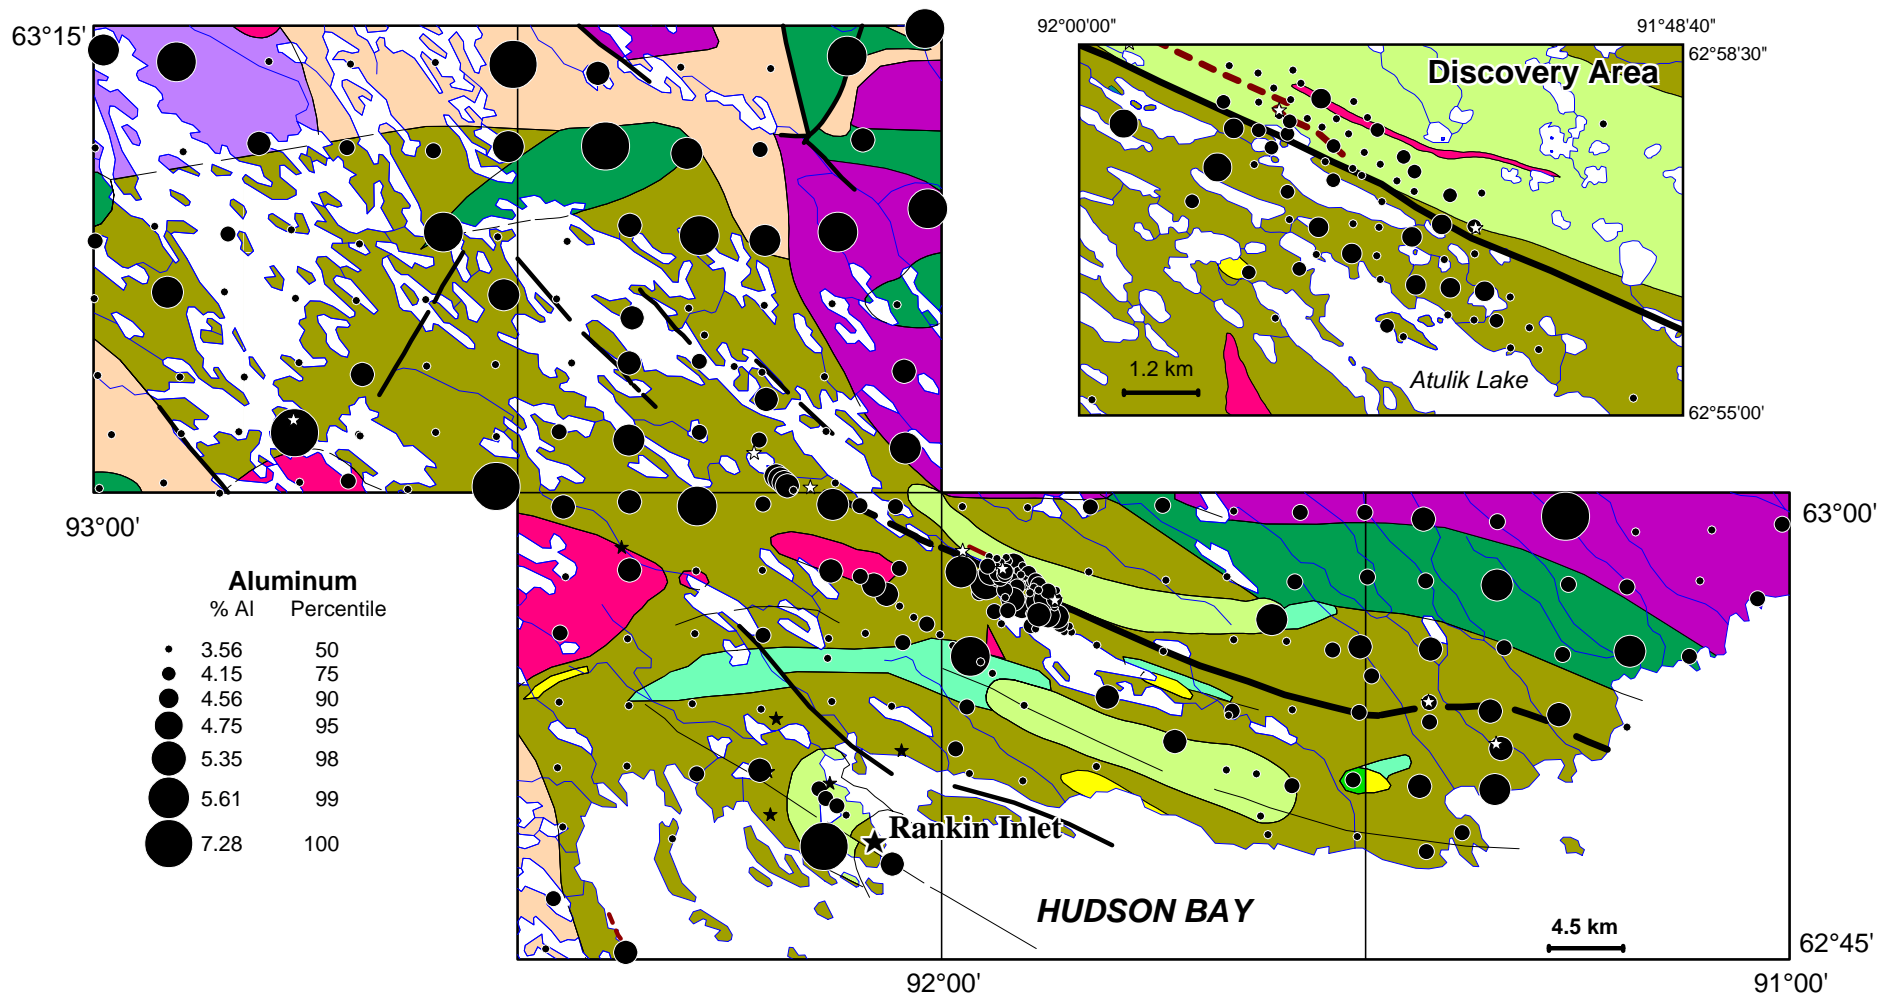 63°15'
92°00'00"
91°48'40"
62°58'30"
Discovery Area
1.2 km
Atulik Lake
62°55'00'
93°00'
63°00'
Aluminum
% Al Percentile
3.56 50
4.15 75
4.56 90
4.75 95
5.35 98
5.61 99
7.28 100
Rankin Inlet
HUDSON BAY
4.5 km
62°45'
92°00'
91°00'